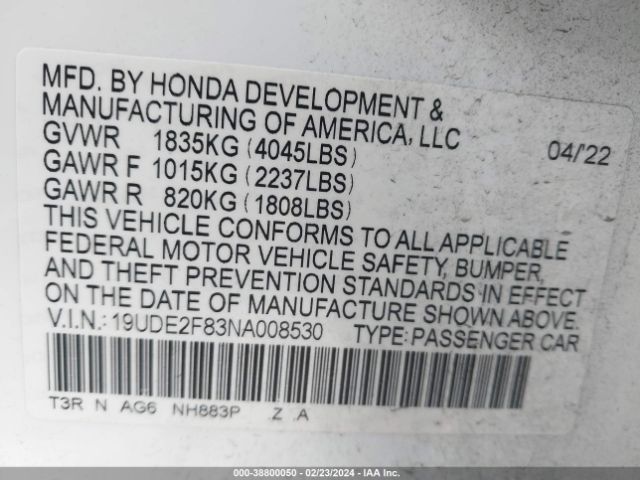 MFD. BY HONDA DEVELOPMENT &
MANUFACTURING OF AMERICA, LLC
GVWR 1835KG (4045LBS) 04/'22
GAWR F 1015KG (2237LBS)
GAWR R 820KG (1808LBS)
THIS VEHICLE CONFORMS TO ALL APPLICABLE
FEDERAL MOTOR VEHICLE SAFETY, BUMPER,
AND THEFT PREVENTION STANDARDS IN EFFECT
ON THE DATE OF MANUFACTURE SHOWN ABOVE.
V.I.N.: 19UDE2F83NA008530 TYPE: PASSENGER CAR
T3R N AG6 NH883P Z A
000-38800050 - 02/23/2024 - IAA Inc.